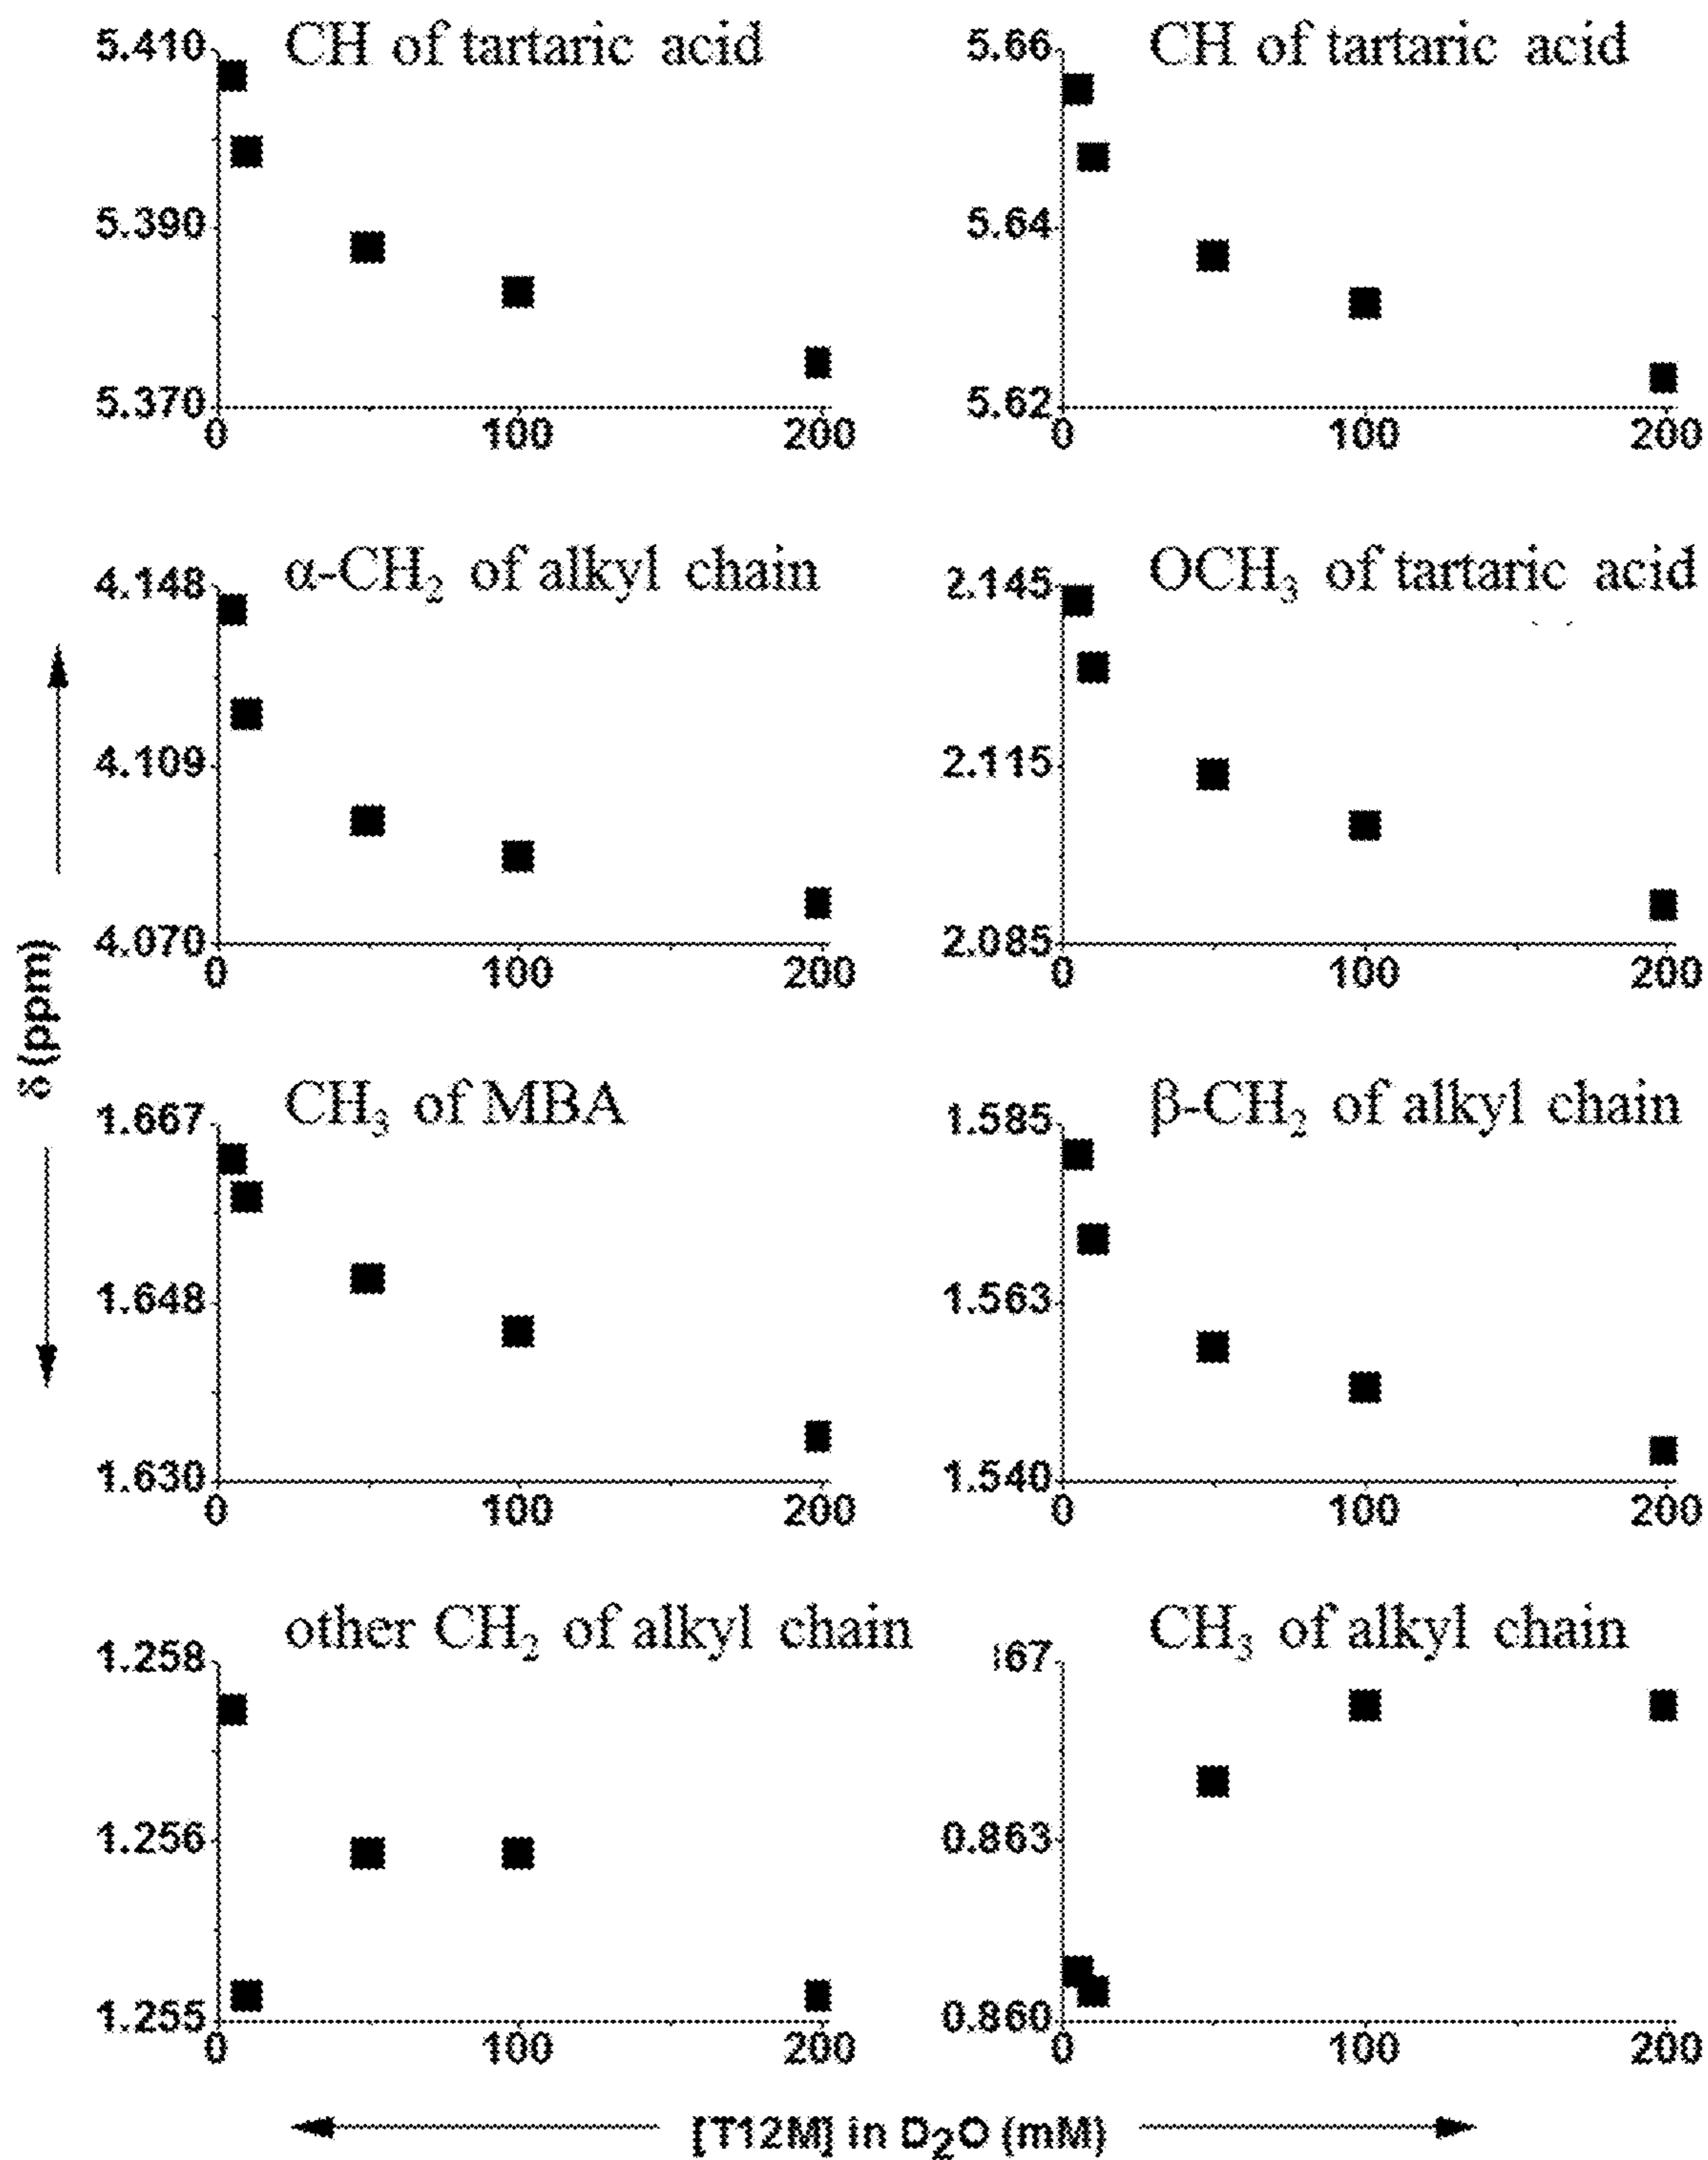 CH of tartaric acid
5.410
5.390
5.370
0 100 200
CH of tartaric acid
5.66
5.64
5.62
0 100 200
α-CH₂ of alkyl chain
4.148
4.109
4.070
0 100 200
OCH₃ of tartaric acid
2.145
2.115
2.085
0 100 200
δ (ppm)
CH₃ of MBA
1.667
1.648
1.630
0 100 200
β-CH₂ of alkyl chain
1.585
1.563
1.540
0 100 200
other CH₂ of alkyl chain
1.258
1.256
1.255
0 100 200
CH₃ of alkyl chain
67
0.863
0.860
0 100 200
[T12M] in D₂O (mM)